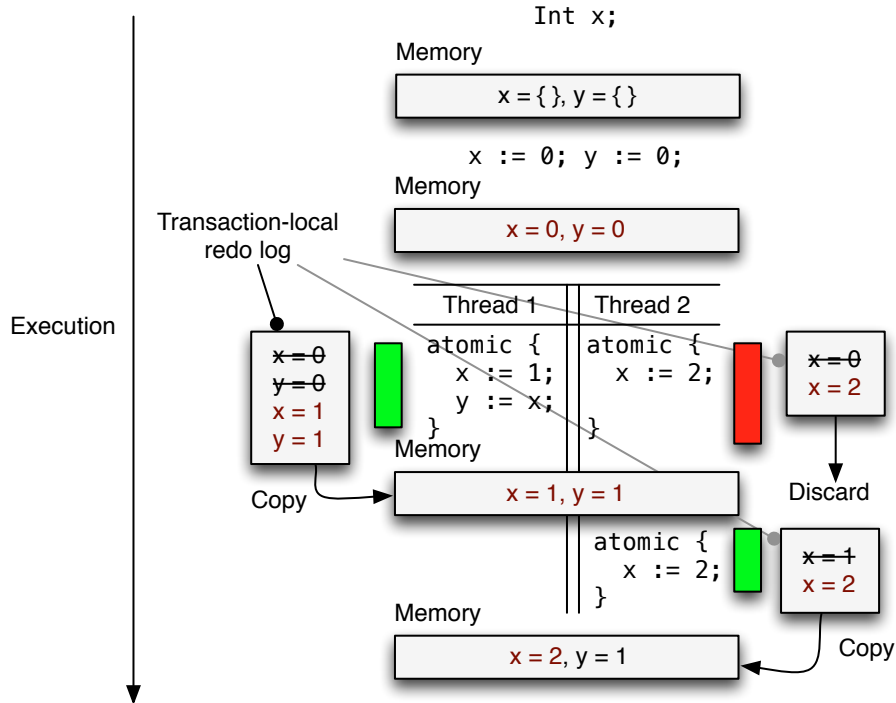 Int x;
Memory
x = { }, y = { }
x := 0; y := 0;
Memory
x = 0, y = 0
Transaction-local
redo log
Execution
Thread 1
Thread 2
x = 0
y = 0
x = 1
y = 1
atomic {
x := 1;
y := x;
}
atomic {
x := 2;
}
x = 0
x = 2
Copy
Memory
x = 1, y = 1
Discard
atomic {
x := 2;
}
x = 1
x = 2
Memory
x = 2, y = 1
Copy